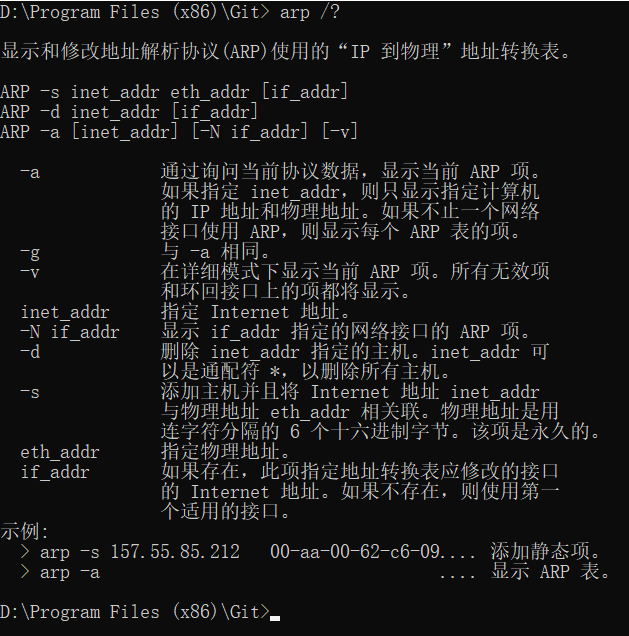 D:\Program Files (x86)\Git> arp /?
显示和修改地址解析协议(ARP)使用的“IP 到物理”地址转换表。
ARP -s inet_addr eth_addr [if_addr]
ARP -d inet_addr [if_addr]
ARP -a [inet_addr] [-N if_addr] [-v]
-a 通过询问当前协议数据，显示当前 ARP 项。
如果指定 inet_addr，则只显示指定计算机
的 IP 地址和物理地址。如果不止一个网络
接口使用 ARP，则显示每个 ARP 表的项。
-g 与 -a 相同。
-v 在详细模式下显示当前 ARP 项。所有无效项
和环回接口上的项都将显示。
inet_addr 指定 Internet 地址。
-N if_addr 显示 if_addr 指定的网络接口的 ARP 项。
-d 删除 inet_addr 指定的主机。inet_addr 可
以是通配符 *，以删除所有主机。
-s 添加主机并且将 Internet 地址 inet_addr
与物理地址 eth_addr 相关联。物理地址是用
连字符分隔的 6 个十六进制字节。该项是永久的。
eth_addr 指定物理地址。
if_addr 如果存在，此项指定地址转换表应修改的接口
的 Internet 地址。如果不存在，则使用第一
个适用的接口。
示例:
> arp -s 157.55.85.212 00-aa-00-62-c6-09.... 添加静态项。
> arp -a .... 显示 ARP 表。
D:\Program Files (x86)\Git>